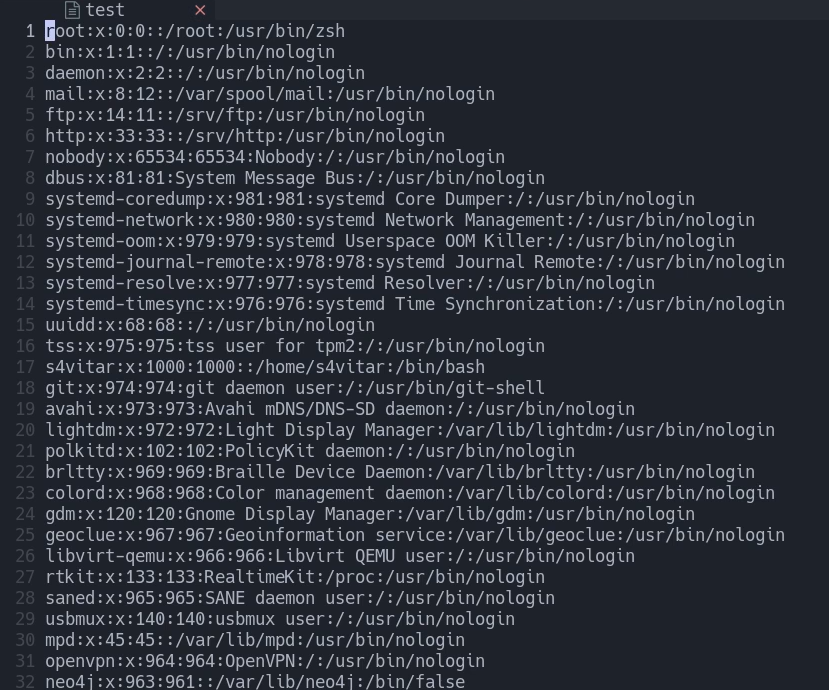 test
1 root:x:0:0::/root:/usr/bin/zsh
2 bin:x:1:1::/:/usr/bin/nologin
3 daemon:x:2:2::/:/usr/bin/nologin
4 mail:x:8:12::/var/spool/mail:/usr/bin/nologin
5 ftp:x:14:11::/srv/ftp:/usr/bin/nologin
6 http:x:33:33::/srv/http:/usr/bin/nologin
7 nobody:x:65534:65534:Nobody:/:/usr/bin/nologin
8 dbus:x:81:81:System Message Bus:/:/usr/bin/nologin
9 systemd-coredump:x:981:981:systemd Core Dumper:/:/usr/bin/nologin
10 systemd-network:x:980:980:systemd Network Management:/:/usr/bin/nologin
11 systemd-oom:x:979:979:systemd Userspace OOM Killer:/:/usr/bin/nologin
12 systemd-journal-remote:x:978:978:systemd Journal Remote:/:/usr/bin/nologin
13 systemd-resolve:x:977:977:systemd Resolver:/:/usr/bin/nologin
14 systemd-timesync:x:976:976:systemd Time Synchronization:/:/usr/bin/nologin
15 uuidd:x:68:68::/:/usr/bin/nologin
16 tss:x:975:975:tss user for tpm2:/:/usr/bin/nologin
17 s4vitar:x:1000:1000::/home/s4vitar:/bin/bash
18 git:x:974:974:git daemon user:/:/usr/bin/git-shell
19 avahi:x:973:973:Avahi mDNS/DNS-SD daemon:/:/usr/bin/nologin
20 lightdm:x:972:972:Light Display Manager:/var/lib/lightdm:/usr/bin/nologin
21 polkitd:x:102:102:PolicyKit daemon:/:/usr/bin/nologin
22 brltty:x:969:969:Braille Device Daemon:/var/lib/brltty:/usr/bin/nologin
23 colord:x:968:968:Color management daemon:/var/lib/colord:/usr/bin/nologin
24 gdm:x:120:120:Gnome Display Manager:/var/lib/gdm:/usr/bin/nologin
25 geoclue:x:967:967:Geoinformation service:/var/lib/geoclue:/usr/bin/nologin
26 libvirt-qemu:x:966:966:Libvirt QEMU user:/:/usr/bin/nologin
27 rtkit:x:133:133:RealtimeKit:/proc:/usr/bin/nologin
28 saned:x:965:965:SANE daemon user:/:/usr/bin/nologin
29 usbmux:x:140:140:usbmux user:/:/usr/bin/nologin
30 mpd:x:45:45::/var/lib/mpd:/usr/bin/nologin
31 openvpn:x:964:964:OpenVPN:/:/usr/bin/nologin
32 neo4j:x:963:961::/var/lib/neo4j:/bin/false